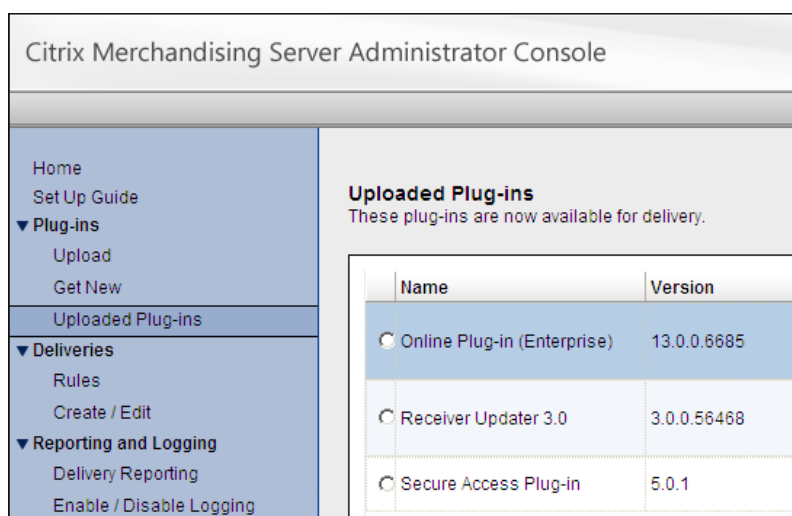 Citrix Merchandising Server Administrator Console
Home
Set Up Guide
Plug-ins
Upload
Get New
Uploaded Plug-ins
Deliveries
Rules
Create / Edit
Reporting and Logging
Delivery Reporting
Enable / Disable Logging
Uploaded Plug-ins
These plug-ins are now available for delivery.
Name Version
Online Plug-in (Enterprise) 13.0.0.6685
Receiver Updater 3.0 3.0.0.56468
Secure Access Plug-in 5.0.1